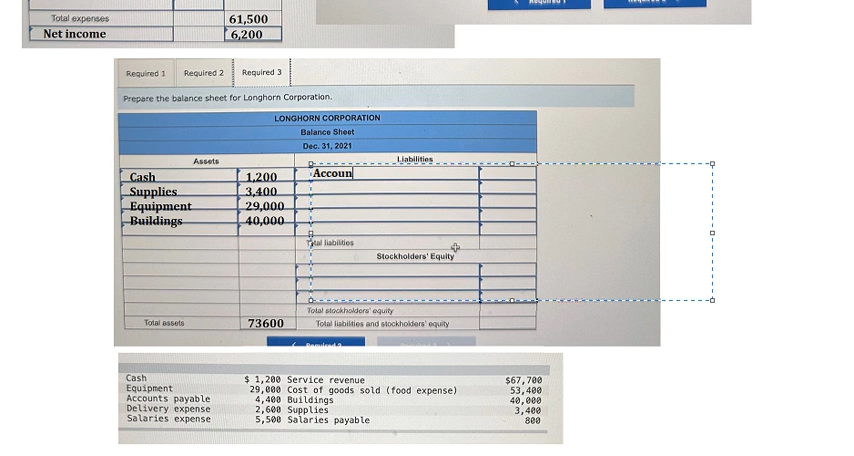 Required 1
Total expenses 61,500
Net income 6,200
Required 1 Required 2 Required 3
Prepare the balance sheet for Longhorn Corporation.
LONGHORN CORPORATION
Balance Sheet
Dec. 31, 2021
Assets Liabilities
Cash 1,200 Accoun
Supplies 3,400
Equipment 29,000
Buildings 40,000
Total liabilities
Stockholders' Equity
Total stockholders' equity
Total assets 73600 Total liabilities and stockholders' equity
Cash $ 1,200 Service revenue $67,700
Equipment 29,000 Cost of goods sold (food expense) 53,400
Accounts payable 4,400 Buildings 40,000
Delivery expense 2,600 Supplies 3,400
Salaries expense 5,500 Salaries payable 800